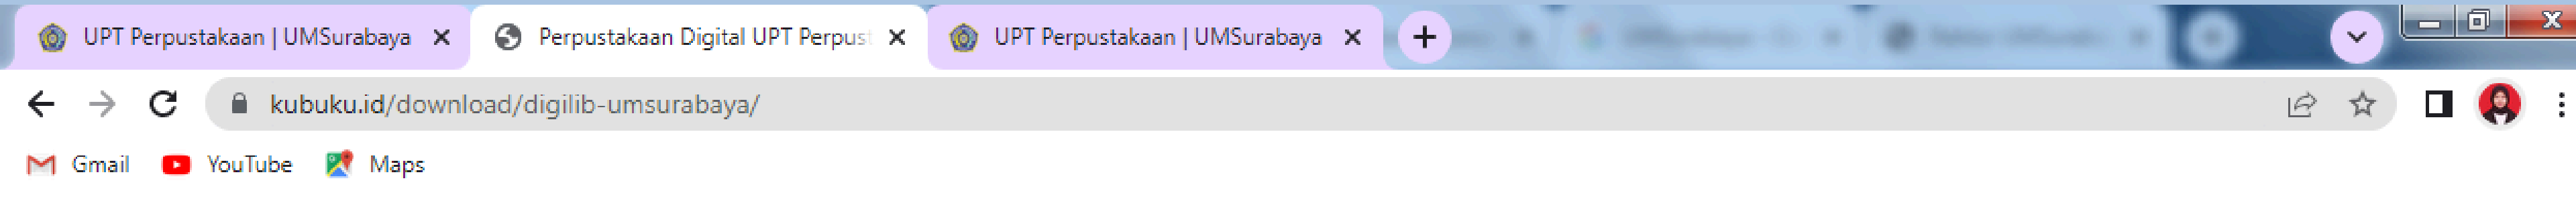 UPT Perpustakaan | UMSurabaya Perpustakaan Digital UPT Perpust UPT Perpustakaan | UMSurabaya
kubuku.id/download/digilib-umsurabaya/
Gmail YouTube Maps